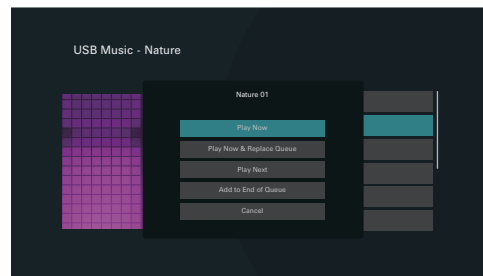 USB Music - Nature
Nature 01
Play Now
Play Now & Replace Queue
Play Next
Add to End of Queue
Cancel